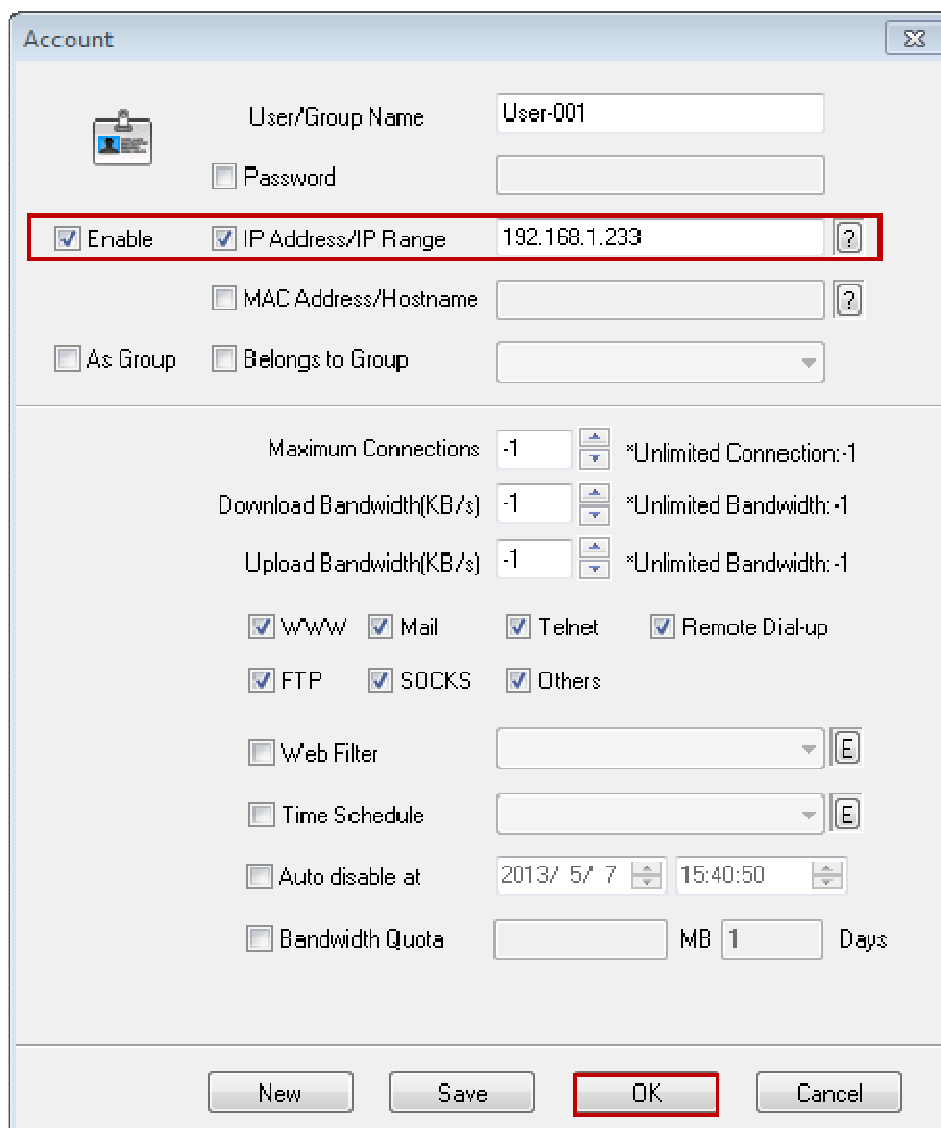 Account
User/Group Name User-001
Password
Enable IP Address/IP Range 192.168.1.233 ?
MAC Address/Hostname ?
As Group Belongs to Group
Maximum Connections -1 *Unlimited Connection:-1
Download Bandwidth(KB/s) -1 *Unlimited Bandwidth: -1
Upload Bandwidth(KB/s) -1 *Unlimited Bandwidth: -1
WWW Mail Telnet Remote Dial-up
FTP SOCKS Others
Web Filter E
Time Schedule E
Auto disable at 2013/ 5/ 7 15:40:50
Bandwidth Quota MB 1 Days
New Save OK Cancel